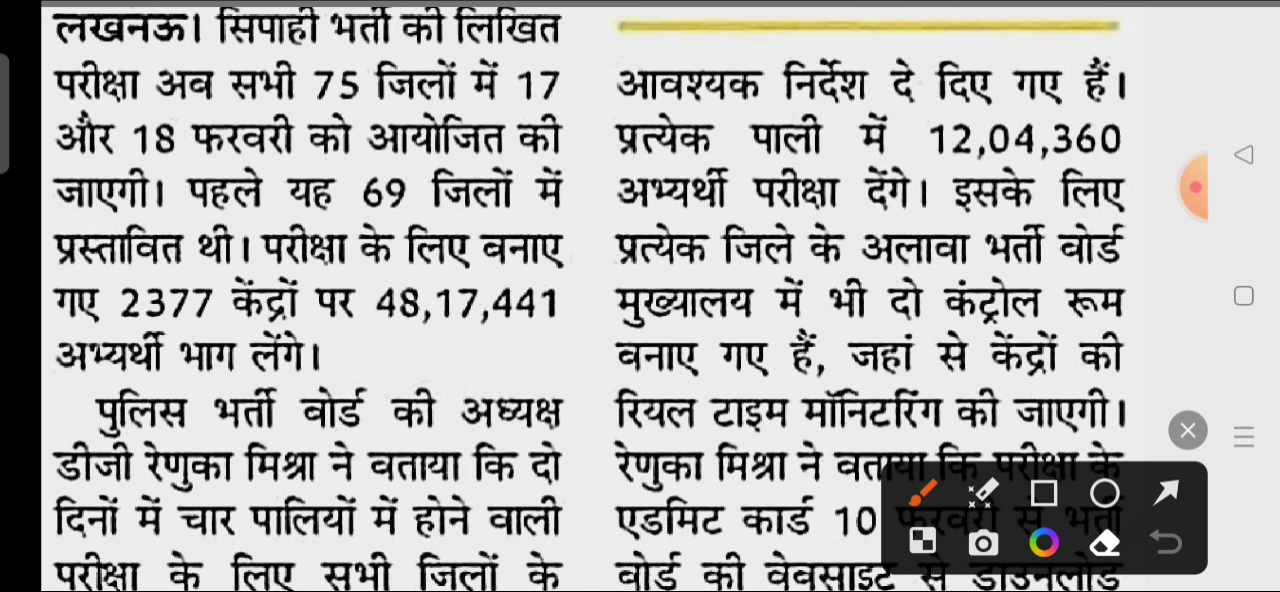 लखनऊ। सिपाही भर्ती की लिखित
परीक्षा अब सभी 75 जिलों में 17
और 18 फरवरी को आयोजित की
जाएगी। पहले यह 69 जिलों में
प्रस्तावित थी। परीक्षा के लिए बनाए
गए 2377 केंद्रों पर 48,17,441
अभ्यर्थी भाग लेंगे।
पुलिस भर्ती बोर्ड की अध्यक्ष
डीजी रेणुका मिश्रा ने बताया कि दो
दिनों में चार पालियों में होने वाली
परीक्षा के लिए सभी जिलों के
आवश्यक निर्देश दे दिए गए हैं।
प्रत्येक पाली में 12,04,360
अभ्यर्थी परीक्षा देंगे। इसके लिए
प्रत्येक जिले के अलावा भर्ती बोर्ड
मुख्यालय में भी दो कंट्रोल रूम
बनाए गए हैं, जहां से केंद्रों की
रियल टाइम मॉनिटरिंग की जाएगी।
रेणुका मिश्रा ने बताया कि परीक्षा के
एडमिट कार्ड 10 फरवरी से भर्ती
बोर्ड की वेबसाइट से डाउनलोड